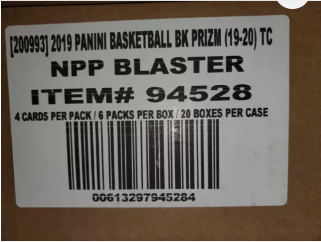 [200993] 2019 PANINI BASKETBALL BK PRIZM (19-20) TC
NPP BLASTER
ITEM# 94528
4 CARDS PER PACK / 6 PACKS PER BOX / 20 BOXES PER CASE
00613297945284